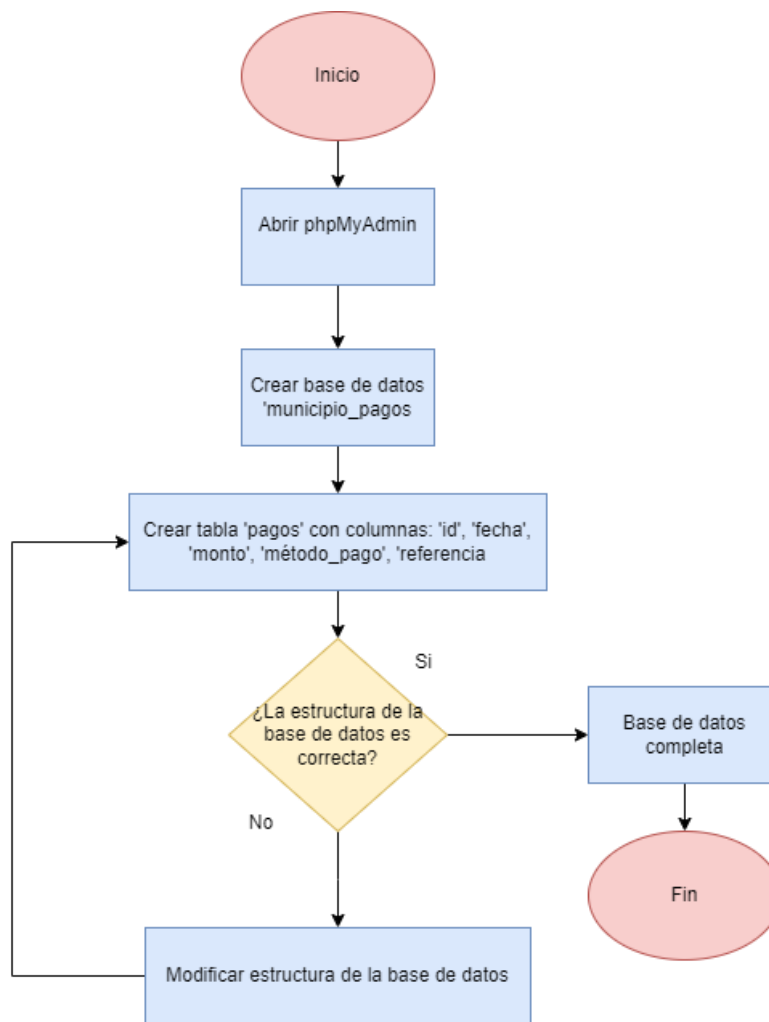 Inicio
Abrir phpMyAdmin
Crear base de datos
'municipio_pagos
Crear tabla 'pagos' con columnas: 'id', 'fecha',
'monto', 'método_pago', 'referencia
Si
¿La estructura de la
base de datos es
correcta?
Base de datos
completa
No
Fin
Modificar estructura de la base de datos